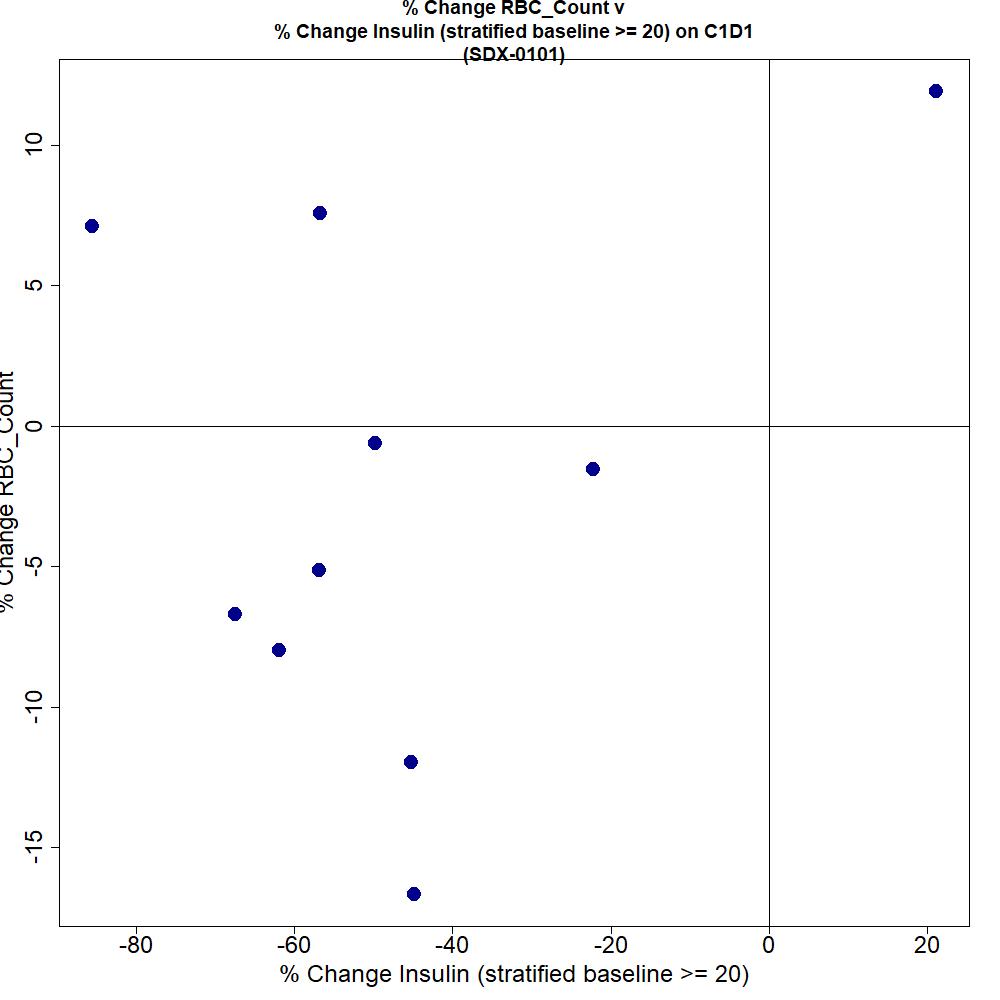 % Change RBC_Count v
% Change Insulin (stratified baseline >= 20) on C1D1
(SDX-0101)
% Change RBC_Count
10
5
0
-5
-10
-15
-80
-60
-40
-20
0
20
% Change Insulin (stratified baseline >= 20)